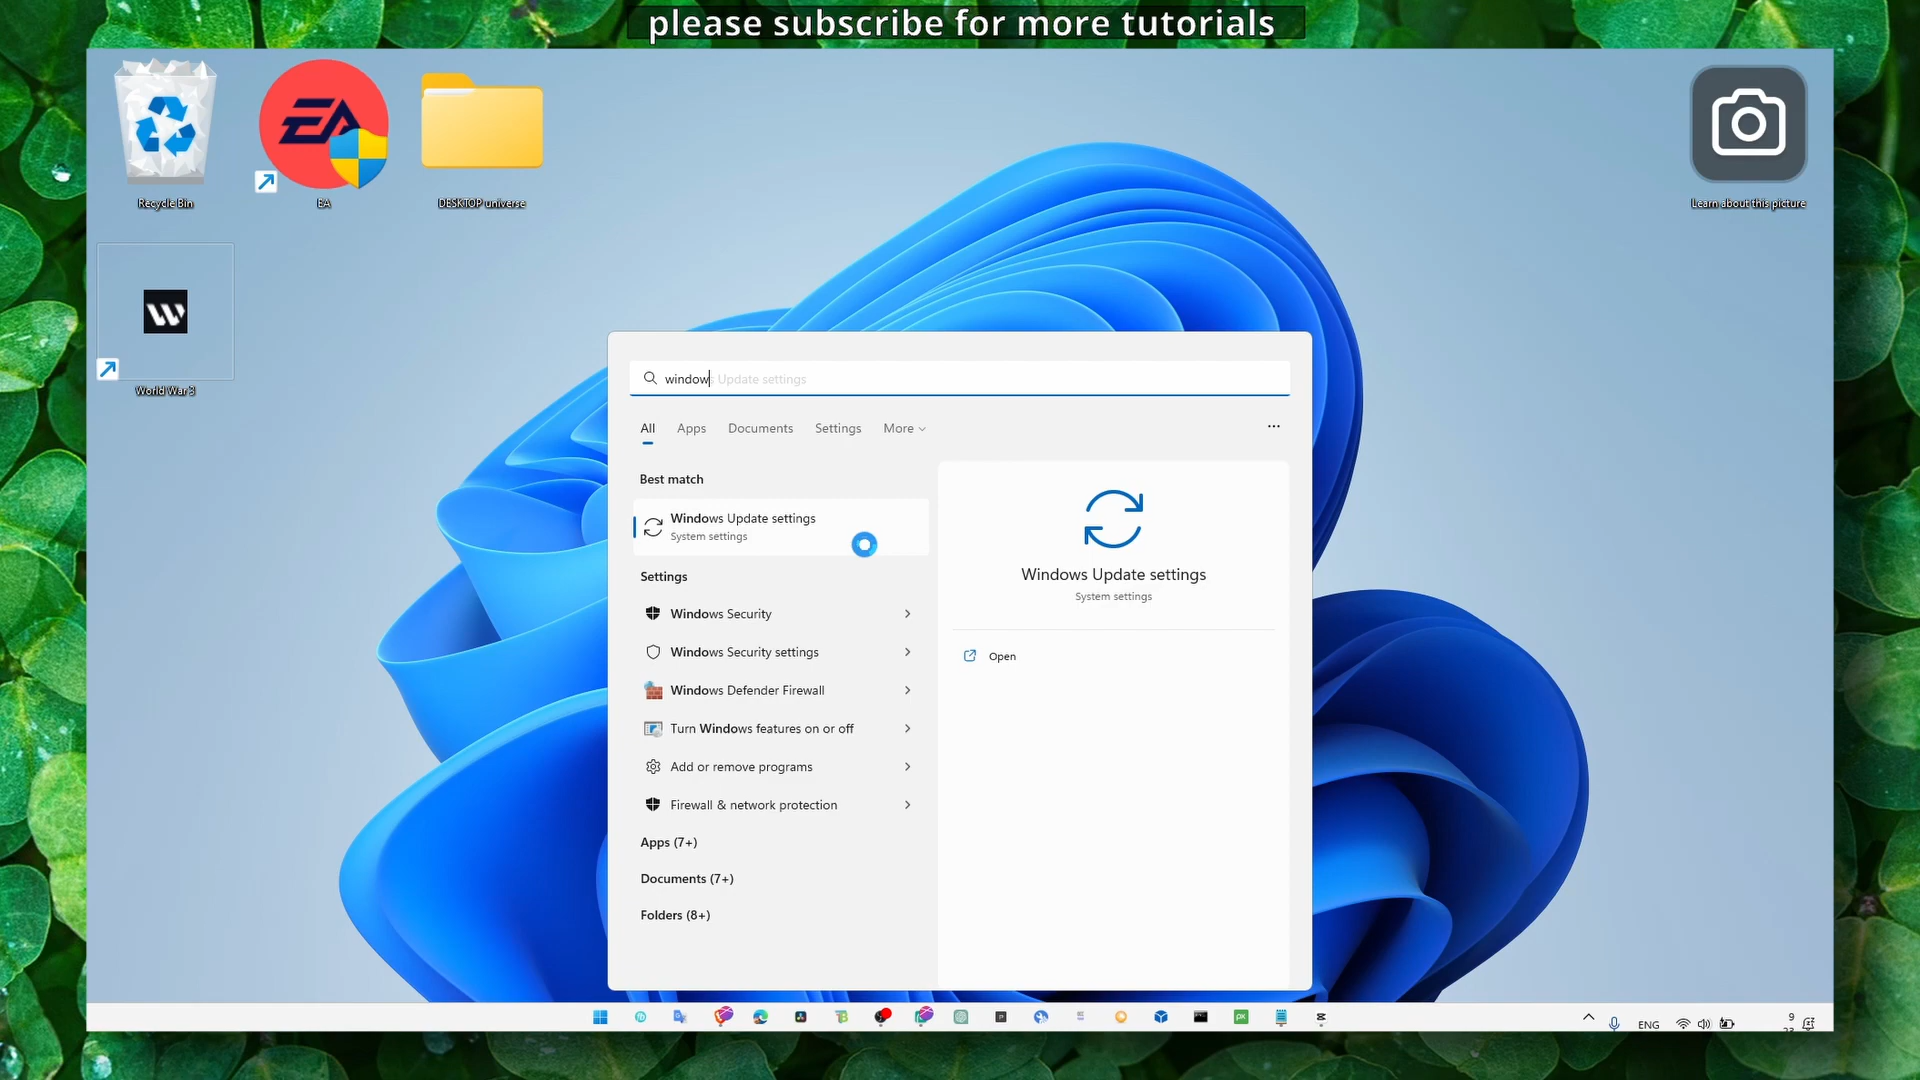 please subscribe for more tutorials
Recycle Bin
EA
EA
DESKTOP universe
Learn about this picture
W
World War 3
window Update settings
All Apps Documents Settings More
Best match
Windows Update settings
System settings
Settings
Windows Security
Windows Security settings
Windows Defender Firewall
Turn Windows features on or off
Add or remove programs
Firewall & network protection
Apps (7+)
Documents (7+)
Folders (8+)
Windows Update settings
System settings
Open
ENG
9